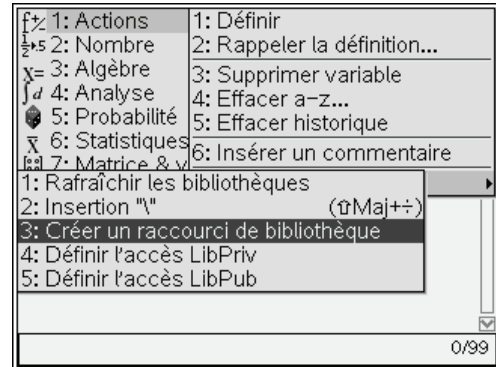 1: Actions
2: Nombre
3: Algèbre
4: Analyse
5: Probabilité
6: Statistiques
7: Matrice & v
1: Définir
2: Rappeler la définition...
3: Supprimer variable
4: Effacer a-z...
5: Effacer historique
6: Insérer un commentaire
1: Rafraîchir les bibliothèques
2: Insertion "\" (⇧Maj+÷)
3: Créer un raccourci de bibliothèque
4: Définir l'accès LibPriv
5: Définir l'accès LibPub
0/99